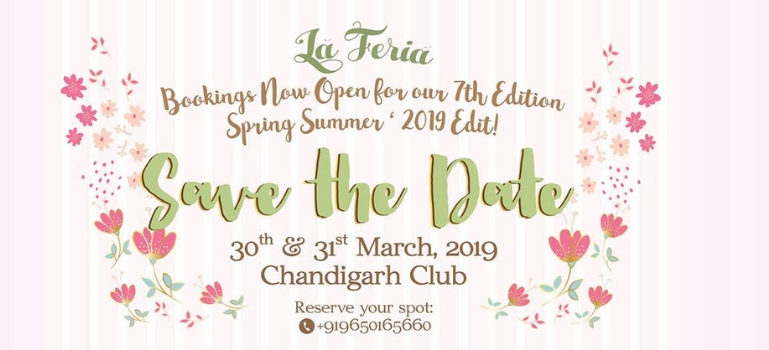 La Feria
Bookings Now Open for our 7th Edition
Spring Summer ‘ 2019 Edit!
Save the Date
30th & 31st March, 2019
Chandigarh Club
Reserve your spot:
+919650165660